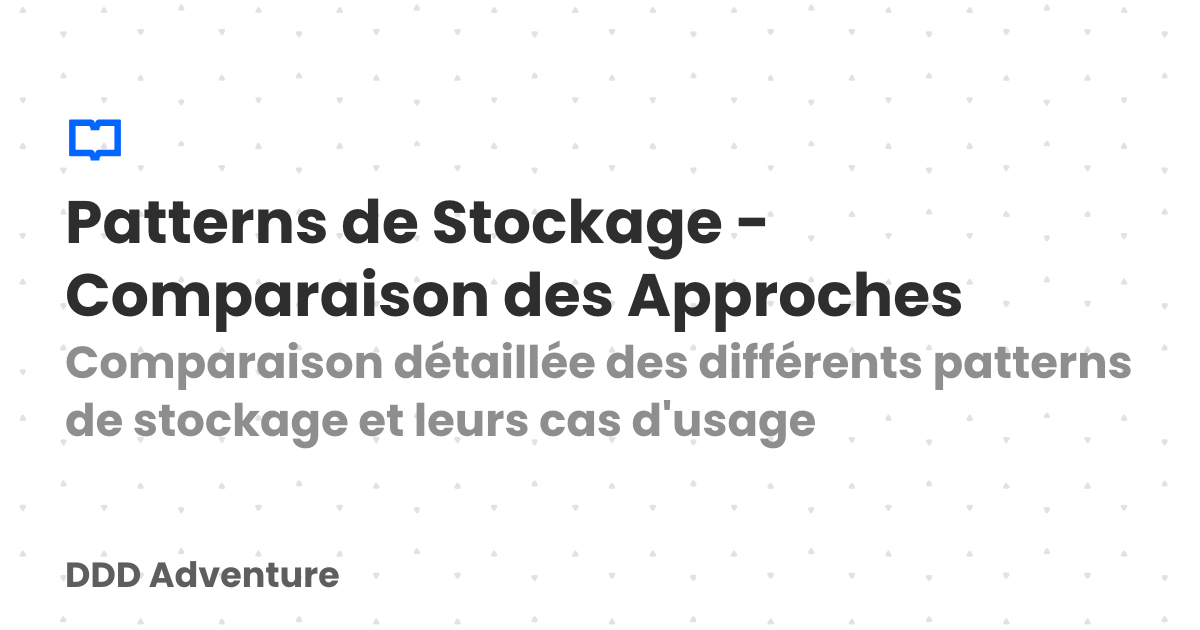 Patterns de Stockage -
Comparaison des Approches
Comparaison détaillée des différents patterns
de stockage et leurs cas d'usage
DDD Adventure